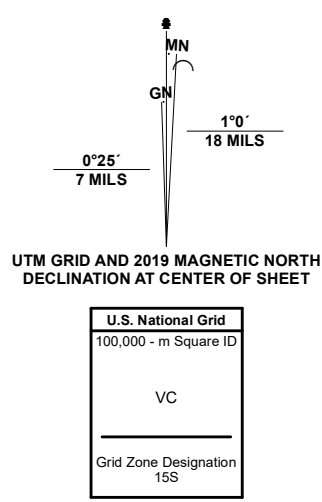 MN
GN
1°0´
18 MILS
0°25´
7 MILS
UTM GRID AND 2019 MAGNETIC NORTH
DECLINATION AT CENTER OF SHEET
U.S. National Grid
100,000 - m Square ID
VC
Grid Zone Designation
15S